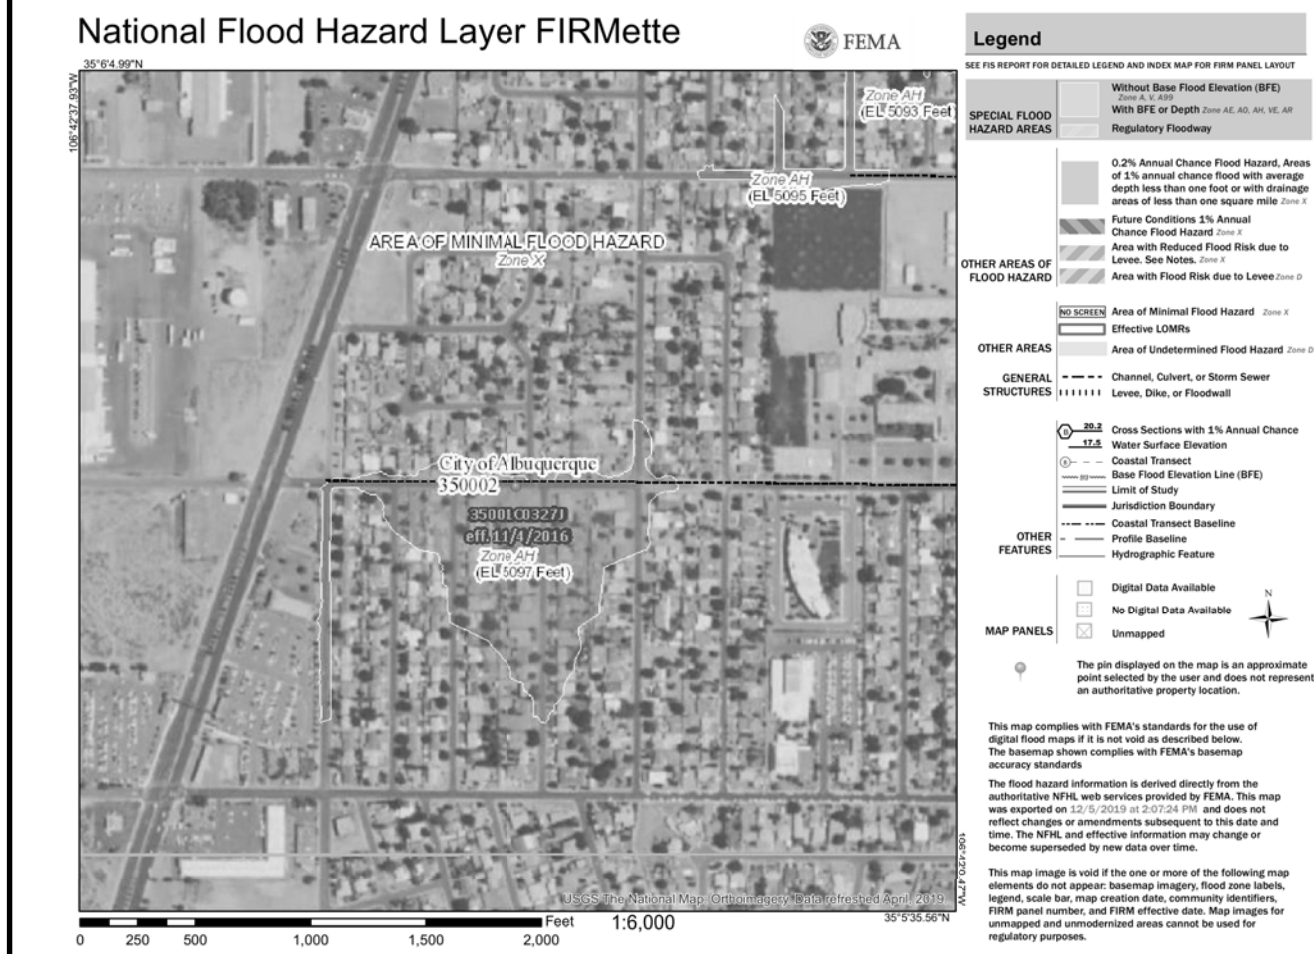 National Flood Hazard Layer FIRMette
FEMA
35°6'4.99"N
106°42'37.93"W
Zone AH
(EL 5093 Feet)
Zone AH
(EL 5095 Feet)
AREA OF MINIMAL FLOOD HAZARD
Zone X
City of Albuquerque
350002
35001C0327J
eff. 11/4/2016
Zone AH
(EL 5097 Feet)
USGS The National Map: Orthoimagery. Data refreshed April, 2019.
106°42'0.47"W
35°5'35.56"N
Feet
1:6,000
0 250 500 1,000 1,500 2,000
Legend
SEE FIS REPORT FOR DETAILED LEGEND AND INDEX MAP FOR FIRM PANEL LAYOUT
SPECIAL FLOOD
HAZARD AREAS
Without Base Flood Elevation (BFE)
Zone A, V, A99
With BFE or Depth Zone AE, AO, AH, VE, AR
Regulatory Floodway
0.2% Annual Chance Flood Hazard, Areas
of 1% annual chance flood with average
depth less than one foot or with drainage
areas of less than one square mile Zone X
Future Conditions 1% Annual
Chance Flood Hazard Zone X
Area with Reduced Flood Risk due to
Levee. See Notes. Zone X
Area with Flood Risk due to Levee Zone D
OTHER AREAS OF
FLOOD HAZARD
NO SCREEN Area of Minimal Flood Hazard Zone X
Effective LOMRs
OTHER AREAS
Area of Undetermined Flood Hazard Zone D
GENERAL
STRUCTURES
Channel, Culvert, or Storm Sewer
Levee, Dike, or Floodwall
B 20.2 Cross Sections with 1% Annual Chance
17.5 Water Surface Elevation
8 Coastal Transect
513 Base Flood Elevation Line (BFE)
Limit of Study
Jurisdiction Boundary
Coastal Transect Baseline
OTHER
FEATURES
Profile Baseline
Hydrographic Feature
Digital Data Available
No Digital Data Available
MAP PANELS
Unmapped
N
The pin displayed on the map is an approximate
point selected by the user and does not represent
an authoritative property location.
This map complies with FEMA's standards for the use of
digital flood maps if it is not void as described below.
The basemap shown complies with FEMA's basemap
accuracy standards
The flood hazard information is derived directly from the
authoritative NFHL web services provided by FEMA. This map
was exported on 12/5/2019 at 2:07:24 PM and does not
reflect changes or amendments subsequent to this date and
time. The NFHL and effective information may change or
become superseded by new data over time.
This map image is void if the one or more of the following map
elements do not appear: basemap imagery, flood zone labels,
legend, scale bar, map creation date, community identifiers,
FIRM panel number, and FIRM effective date. Map images for
unmapped and unmodernized areas cannot be used for
regulatory purposes.